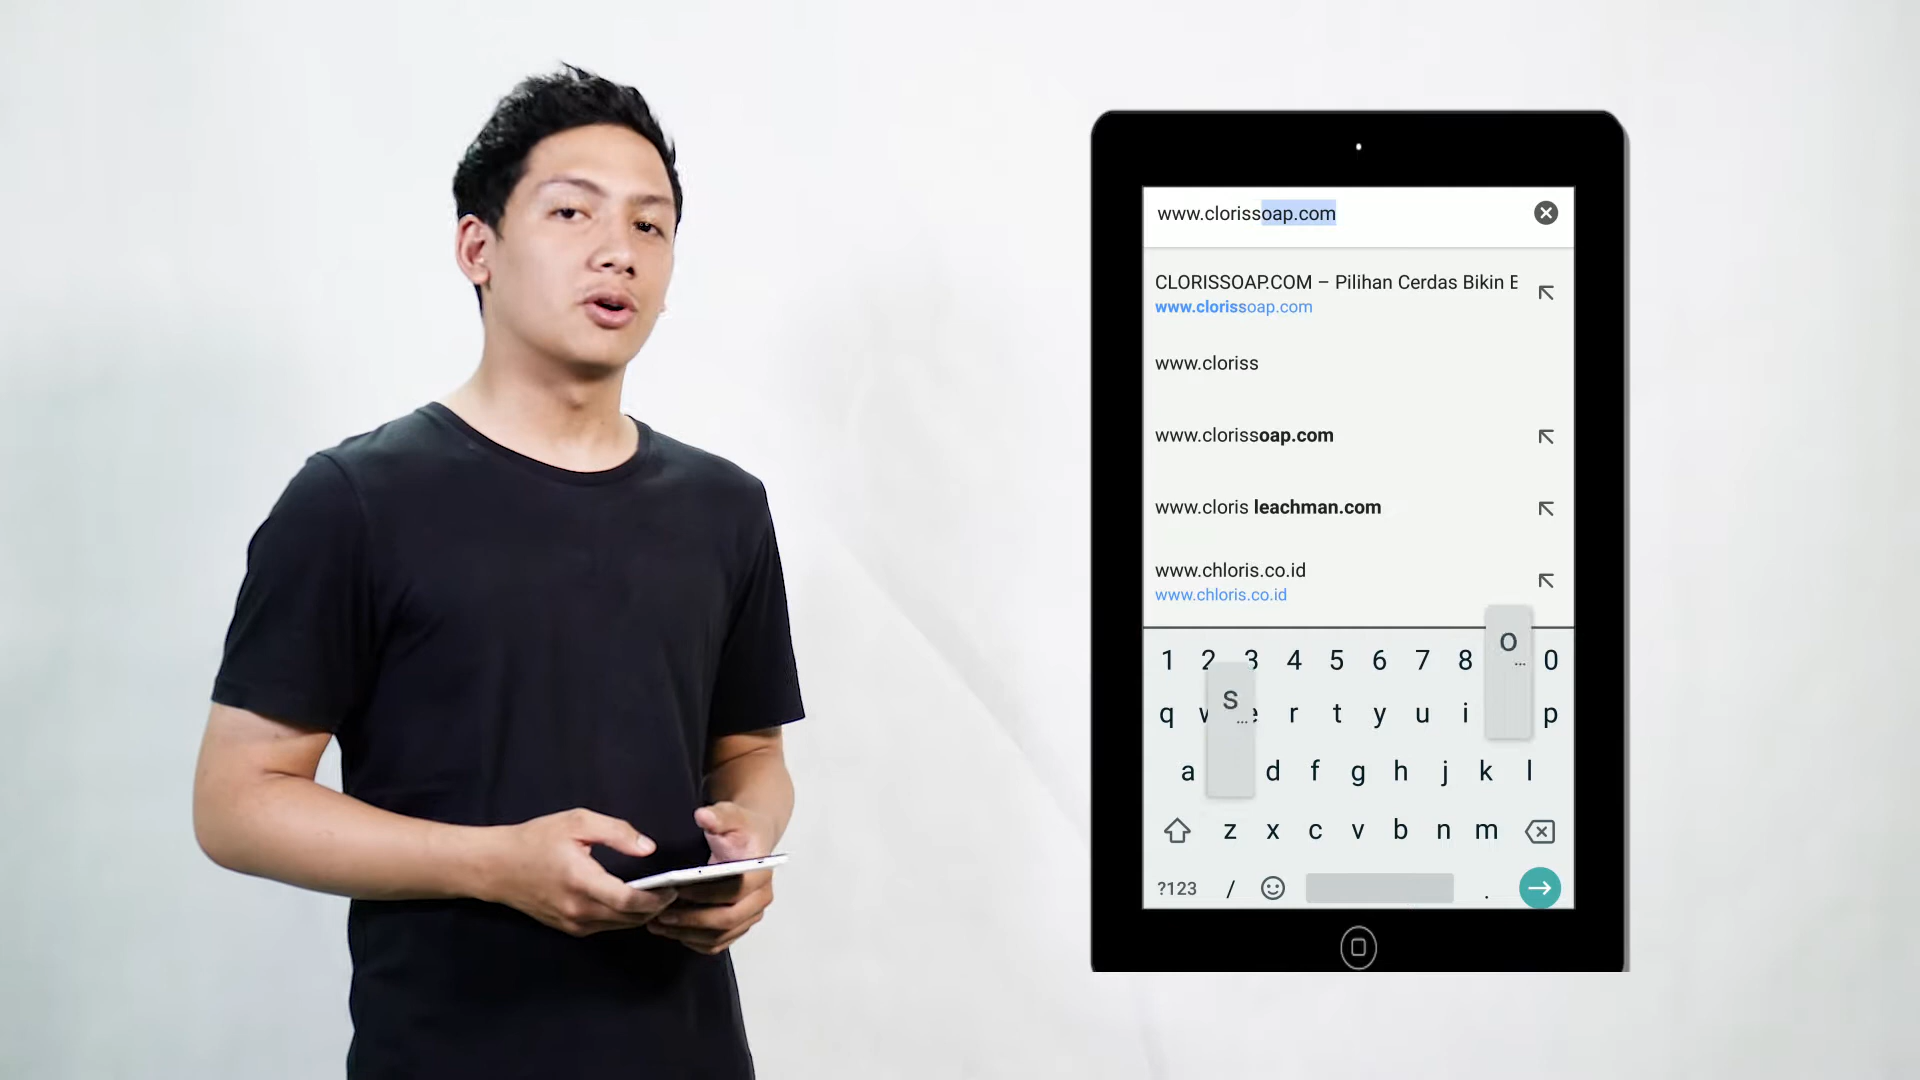 www.clorissoap.com
CLORISSOAP.COM – Pilihan Cerdas Bikin
www.clorissoap.com
www.cloriss
www.clorissoap.com
www.cloris leachman.com
www.chloris.co.id
www.chloris.co.id
1 2 3 4 5 6 7 8 o... 0
q w s... e r t y u i p
a d f g h j k l
z x c v b n m
?123 / .